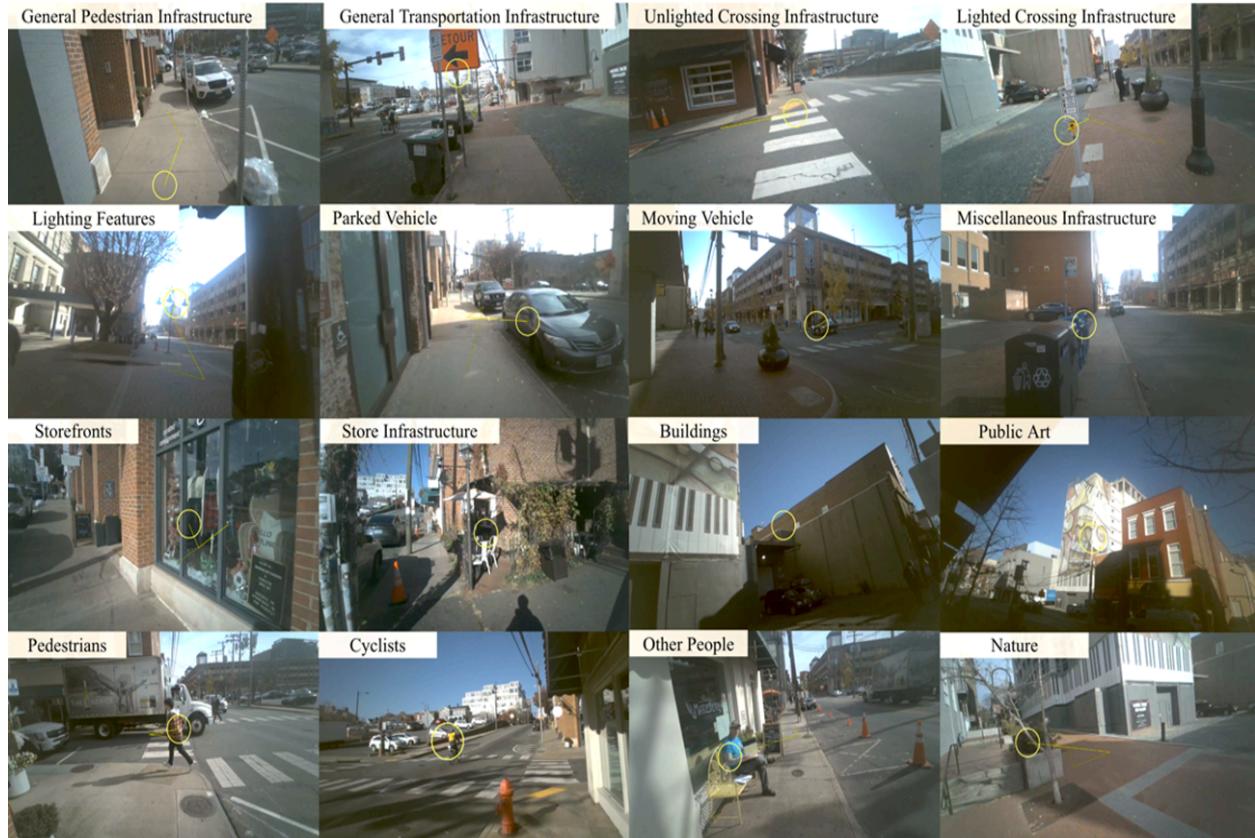 General Pedestrian Infrastructure
General Transportation Infrastructure
Unlighted Crossing Infrastructure
Lighted Crossing Infrastructure
DETOUR
Lighting Features
Parked Vehicle
Moving Vehicle
Miscellaneous Infrastructure
Storefronts
Store Infrastructure
Buildings
Public Art
Pedestrians
Cyclists
Other People
Nature